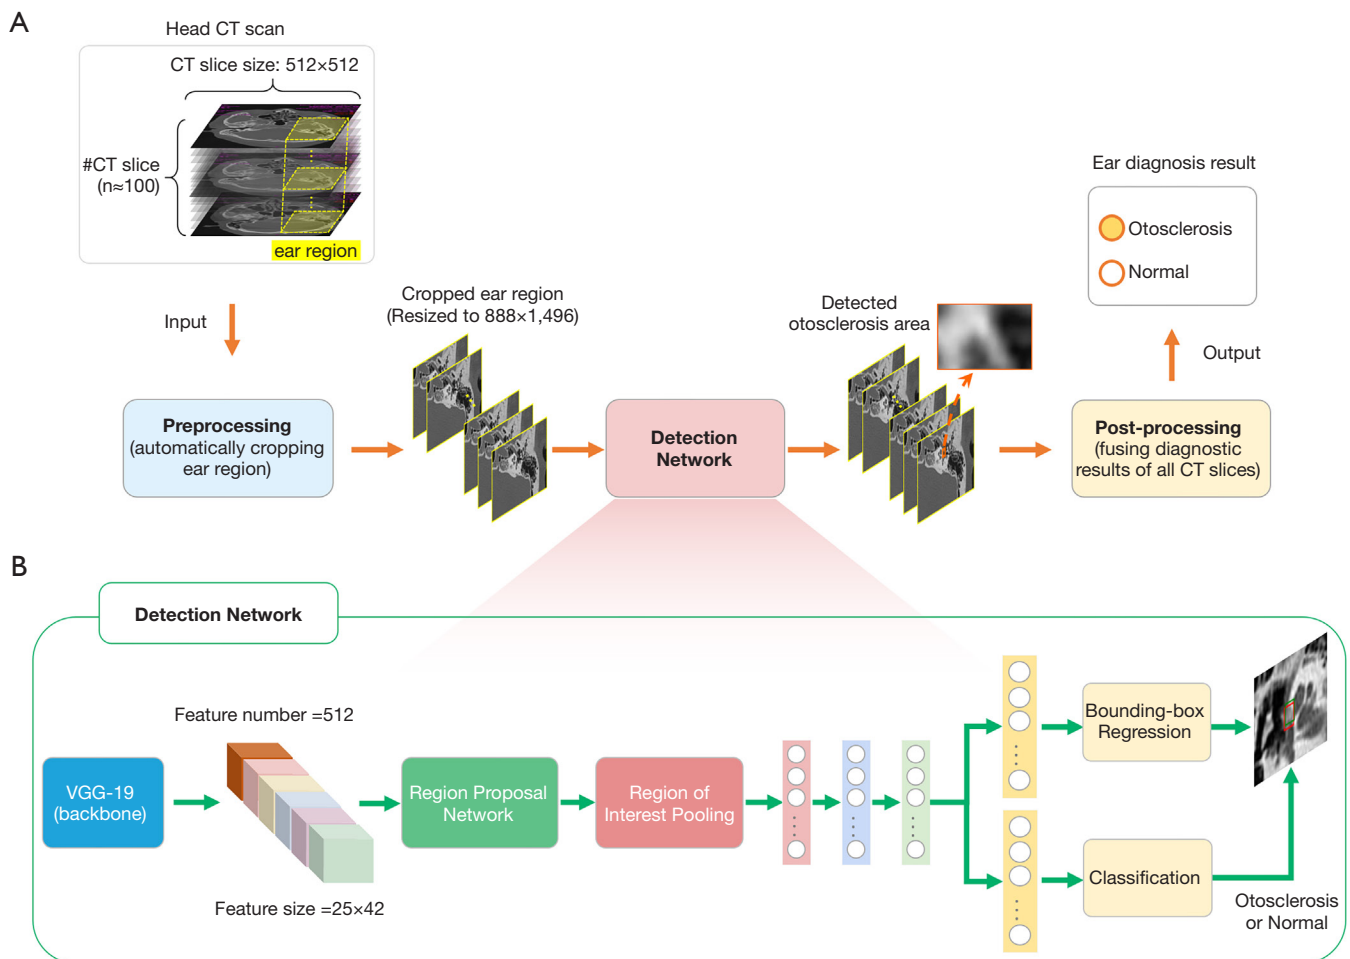 A
Head CT scan
CT slice size: 512×512
#CT slice
(n≈100)
ear region
Input
Preprocessing
(automatically cropping
ear region)
Cropped ear region
(Resized to 888×1,496)
Detection
Network
Detected
otosclerosis area
Post-processing
(fusing diagnostic
results of all CT slices)
Output
Ear diagnosis result
Otosclerosis
Normal
B
Detection Network
VGG-19
(backbone)
Feature number =512
Feature size =25×42
Region Proposal
Network
Region of
Interest Pooling
Bounding-box
Regression
Classification
Otosclerosis
or Normal